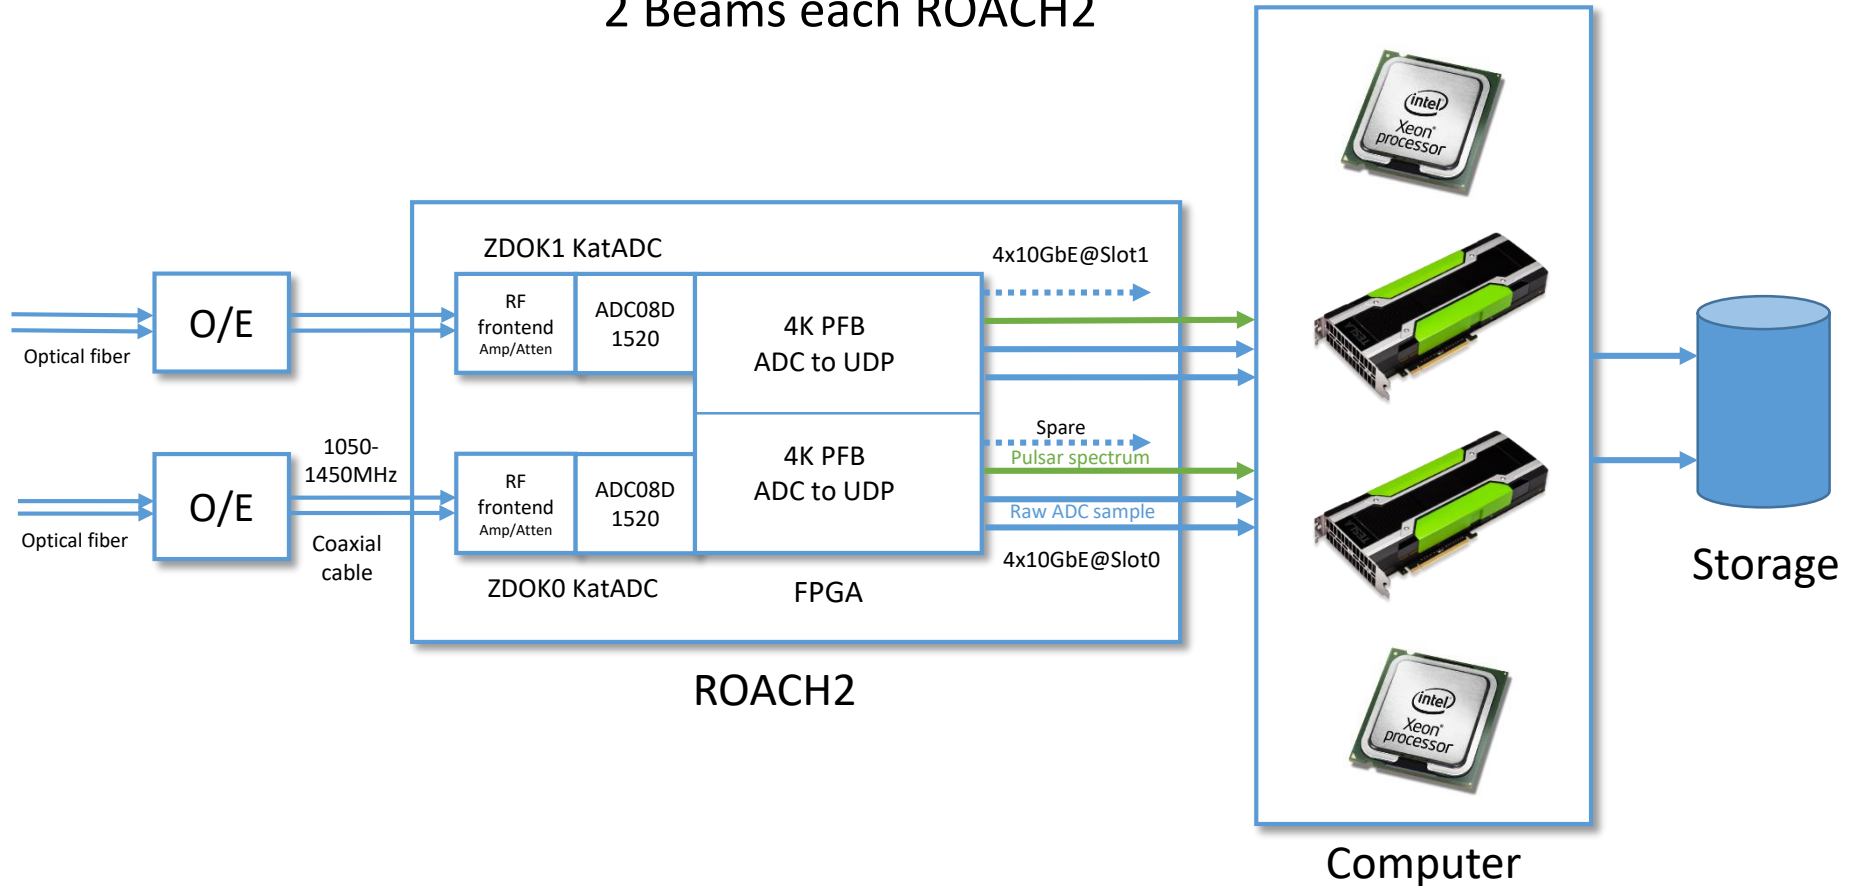 2 Beams each ROACH2
intel
Xeon®
processor
ZDOK1 KatADC
4x10GbE@Slot1
O/E
Optical fiber
RF
frontend
Amp/Atten
ADC08D
1520
4K PFB
ADC to UDP
TESLA
1050-
1450MHz
O/E
Optical fiber
Coaxial
cable
RF
frontend
Amp/Atten
ADC08D
1520
4K PFB
ADC to UDP
Spare
Pulsar spectrum
Raw ADC sample
4x10GbE@Slot0
TESLA
Storage
ZDOK0 KatADC
FPGA
ROACH2
intel
Xeon®
processor
Computer